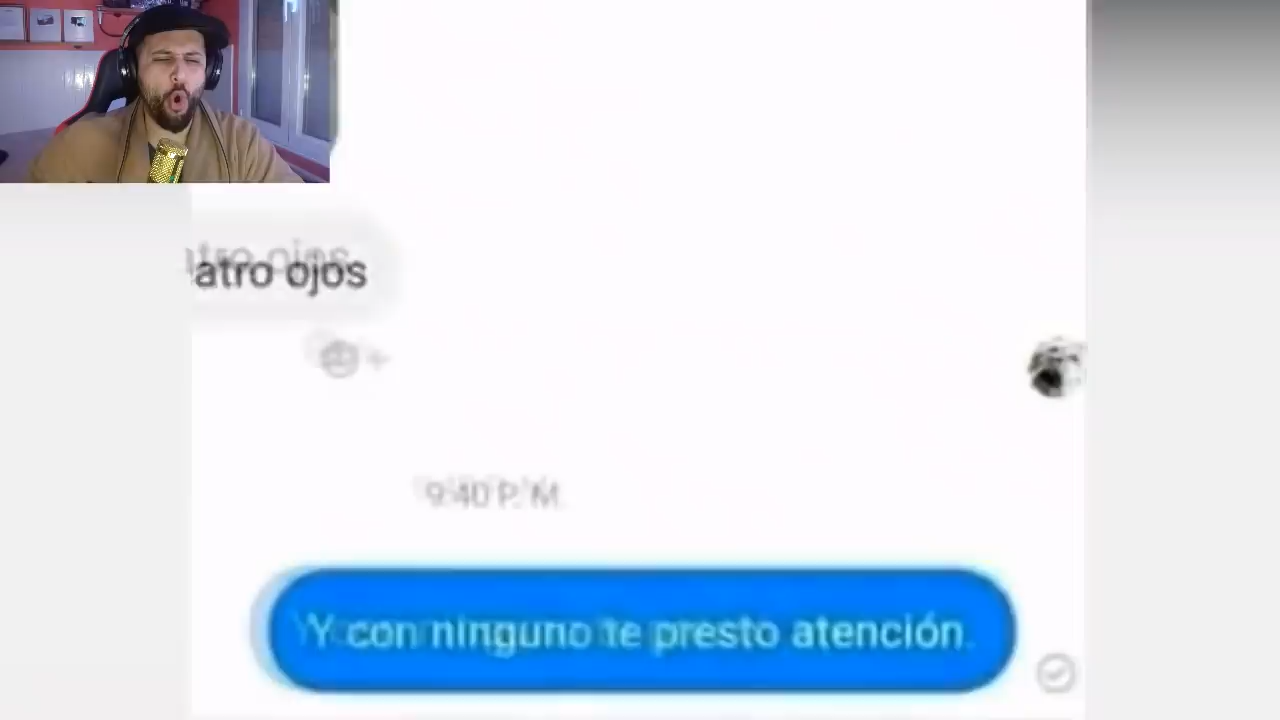 atro ojos
9:40 P. M.
Y con ninguno te presto atención.